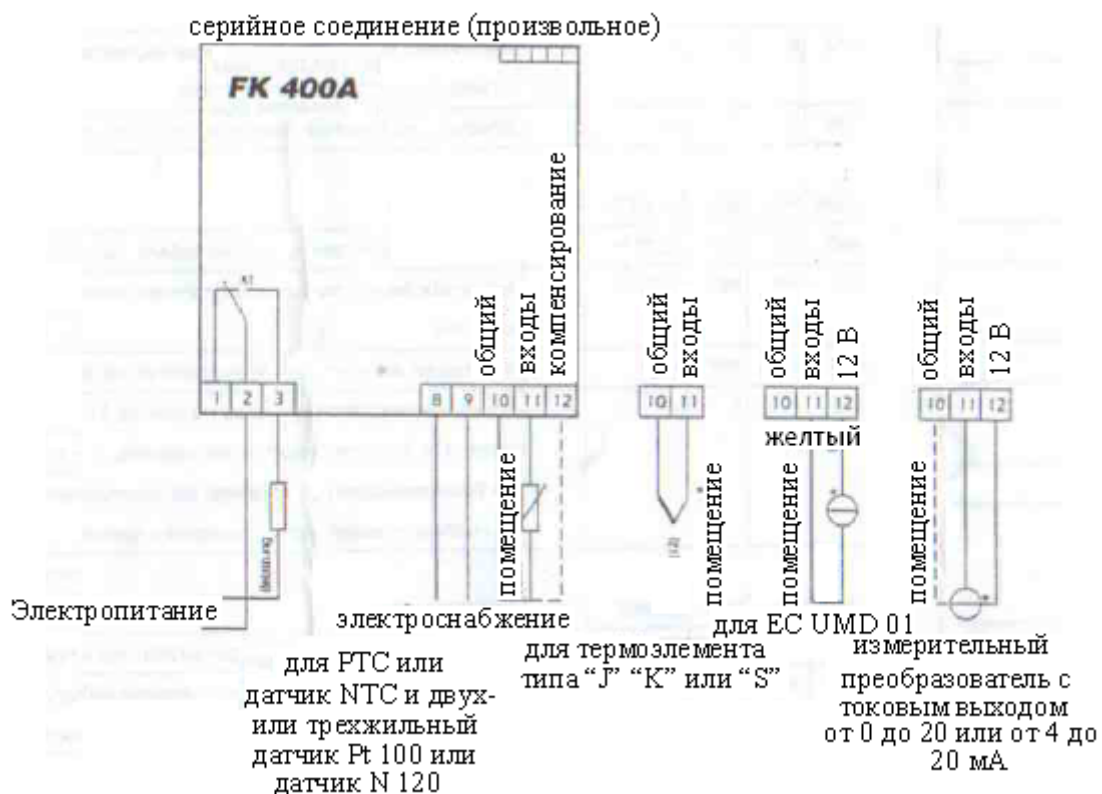 серийное соединение (произвольное)
FK 400A
общий
входы
компенсирование
1 2 3
8 9 10 11 12
помещение
Электропитание
электроснабжение
для PTC или
датчик NTC и двух-
или трехжильный
датчик Pt 100 или
датчик N 120
общий
входы
10 11
помещение
для термоэлемента
типа “J” “K” или “S”
общий
входы
12 В
10 11 12
желтый
помещение
для EC UMD 01
общий
входы
12 В
10 11 12
помещение
измерительный
преобразователь с
токовым выходом
от 0 до 20 или от 4 до
20 мА